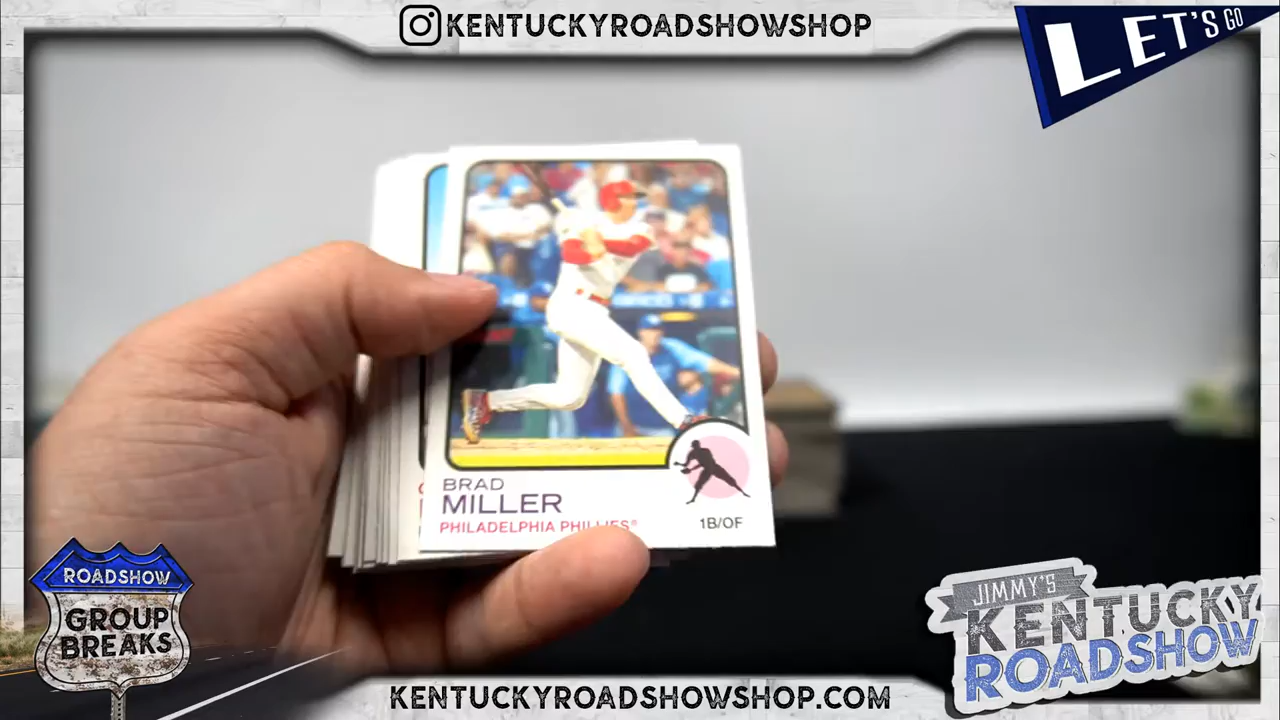 KENTUCKYROADSHOWSHOP
LET'S GO
BRAD
MILLER
PHILADELPHIA PHILLIES®
1B/OF
ROADSHOW
GROUP
BREAKS
JIMMY'S
KENTUCKY
ROADSHOW
KENTUCKYROADSHOWSHOP.COM